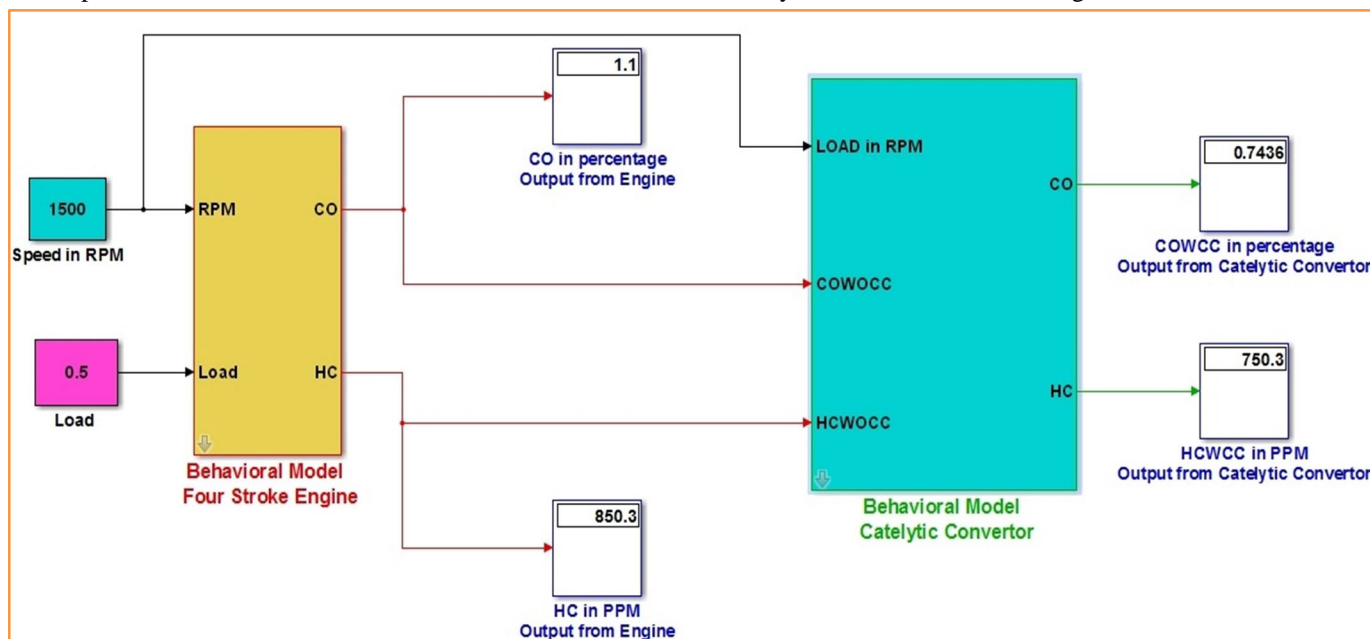 1.1
CO in percentage
Output from Engine
1500
Speed in RPM
RPM
CO
0.5
Load
Load
HC
Behavioral Model
Four Stroke Engine
850.3
HC in PPM
Output from Engine
LOAD in RPM
COWOCC
HCWOCC
CO
HC
Behavioral Model
Catelytic Convertor
0.7436
COWCC in percentage
Output from Catelytic Convertor
750.3
HCWCC in PPM
Output from Catelytic Convertor